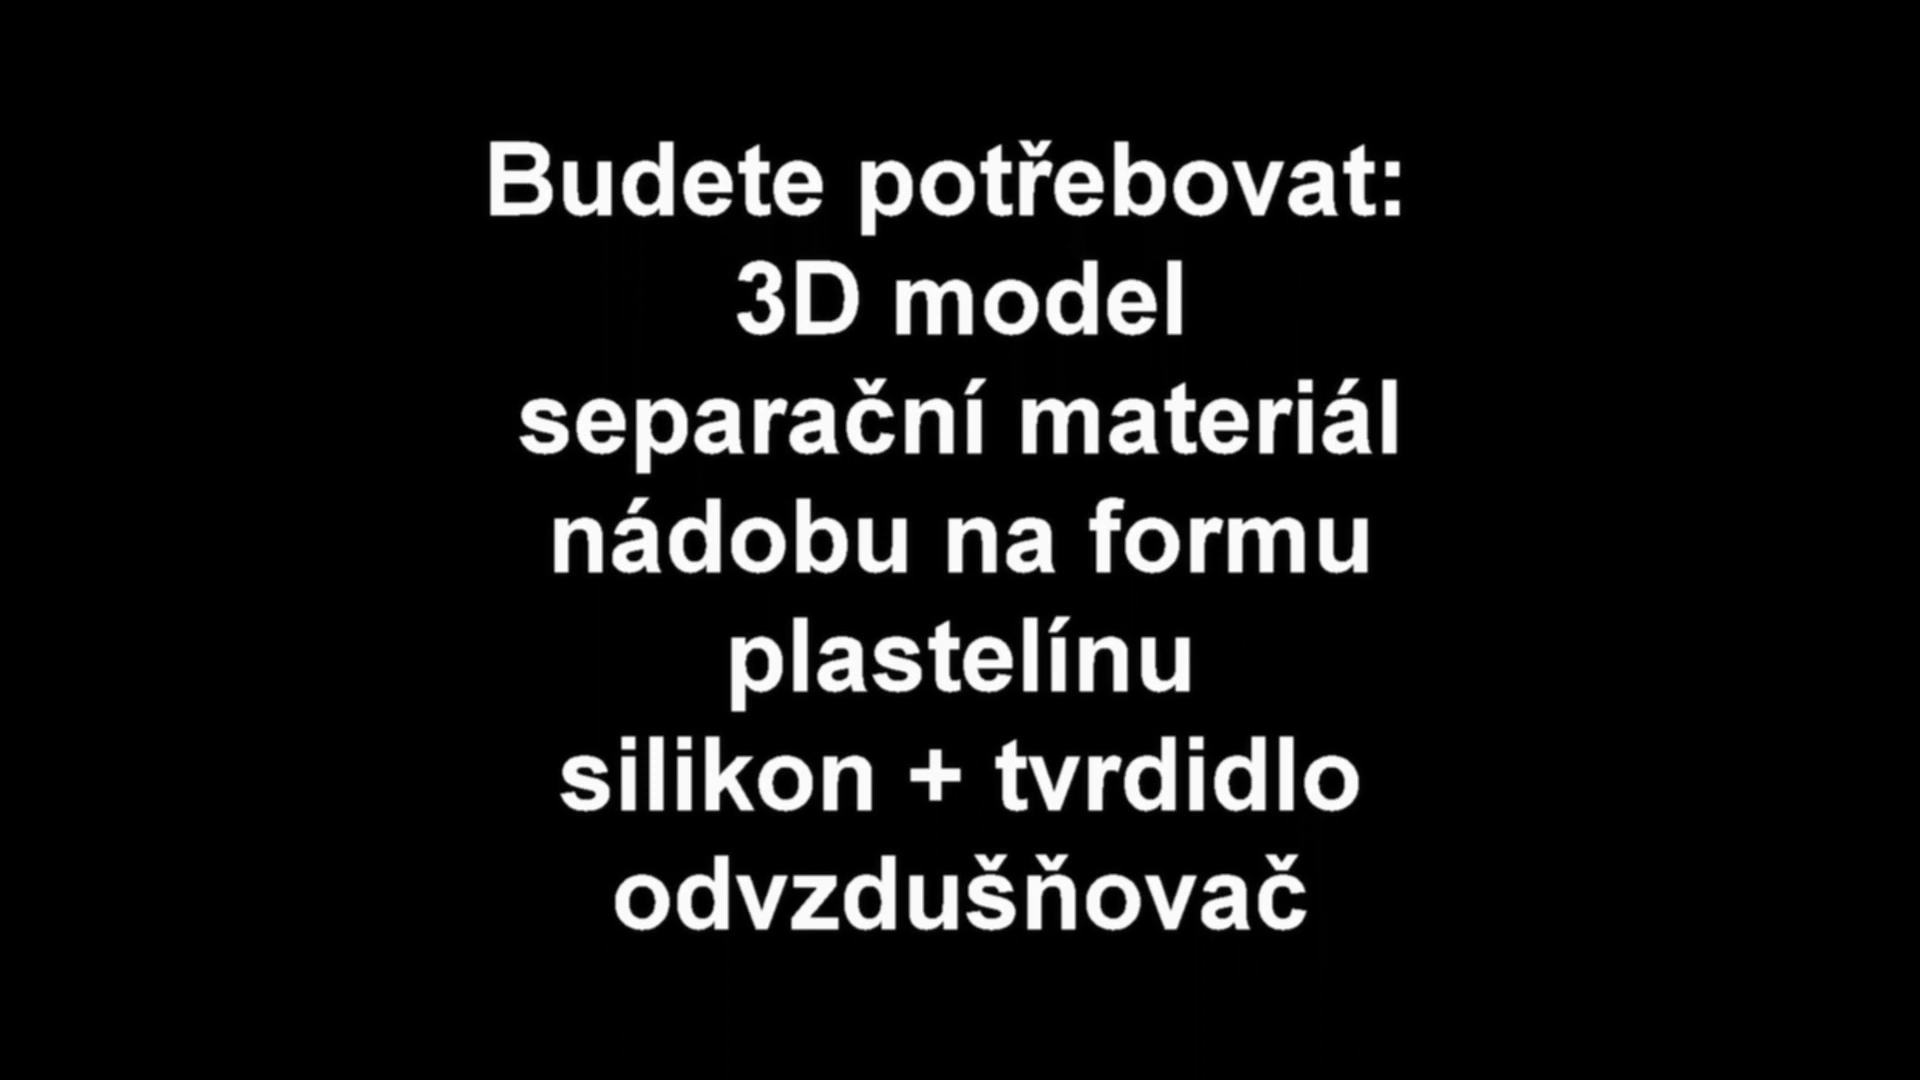 Budete potřebovat:
3D model
separační materiál
nádobu na formu
plastelínu
silikon + tvrdidlo
odvzdušňovač